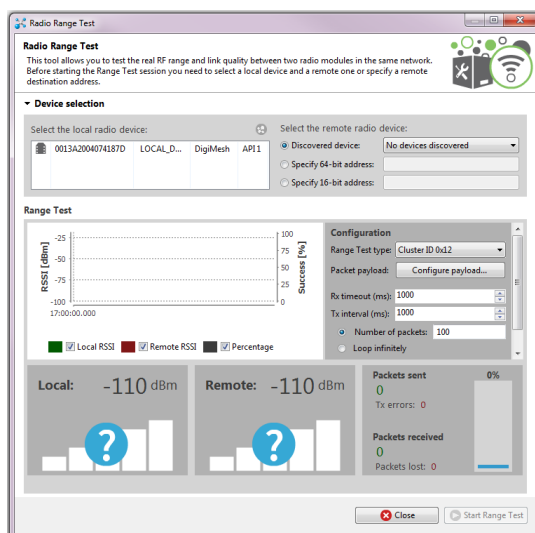 Radio Range Test
Radio Range Test
This tool allows you to test the real RF range and link quality between two radio modules in the same network.
Before starting the Range Test session you need to select a local device and a remote one or specify a remote
destination address.
Device selection
Select the local radio device:
0013A2004074187D LOCAL_D... DigiMesh API 1
Select the remote radio device:
Discovered device: No devices discovered
Specify 64-bit address:
Specify 16-bit address:
Range Test
RSSI [dBm]
-25
-50
-75
-100
17:00:00.000
100
75
50
25
0
Success [%]
Local RSSI Remote RSSI Percentage
Configuration
Range Test type: Cluster ID 0x12
Packet payload: Configure payload...
Rx timeout (ms): 1000
Tx interval (ms): 1000
Number of packets: 100
Loop infinitely
Local: -110 dBm
?
Remote: -110 dBm
?
Packets sent
0
Tx errors: 0
Packets received
0
Packets lost: 0
0%
Close Start Range Test